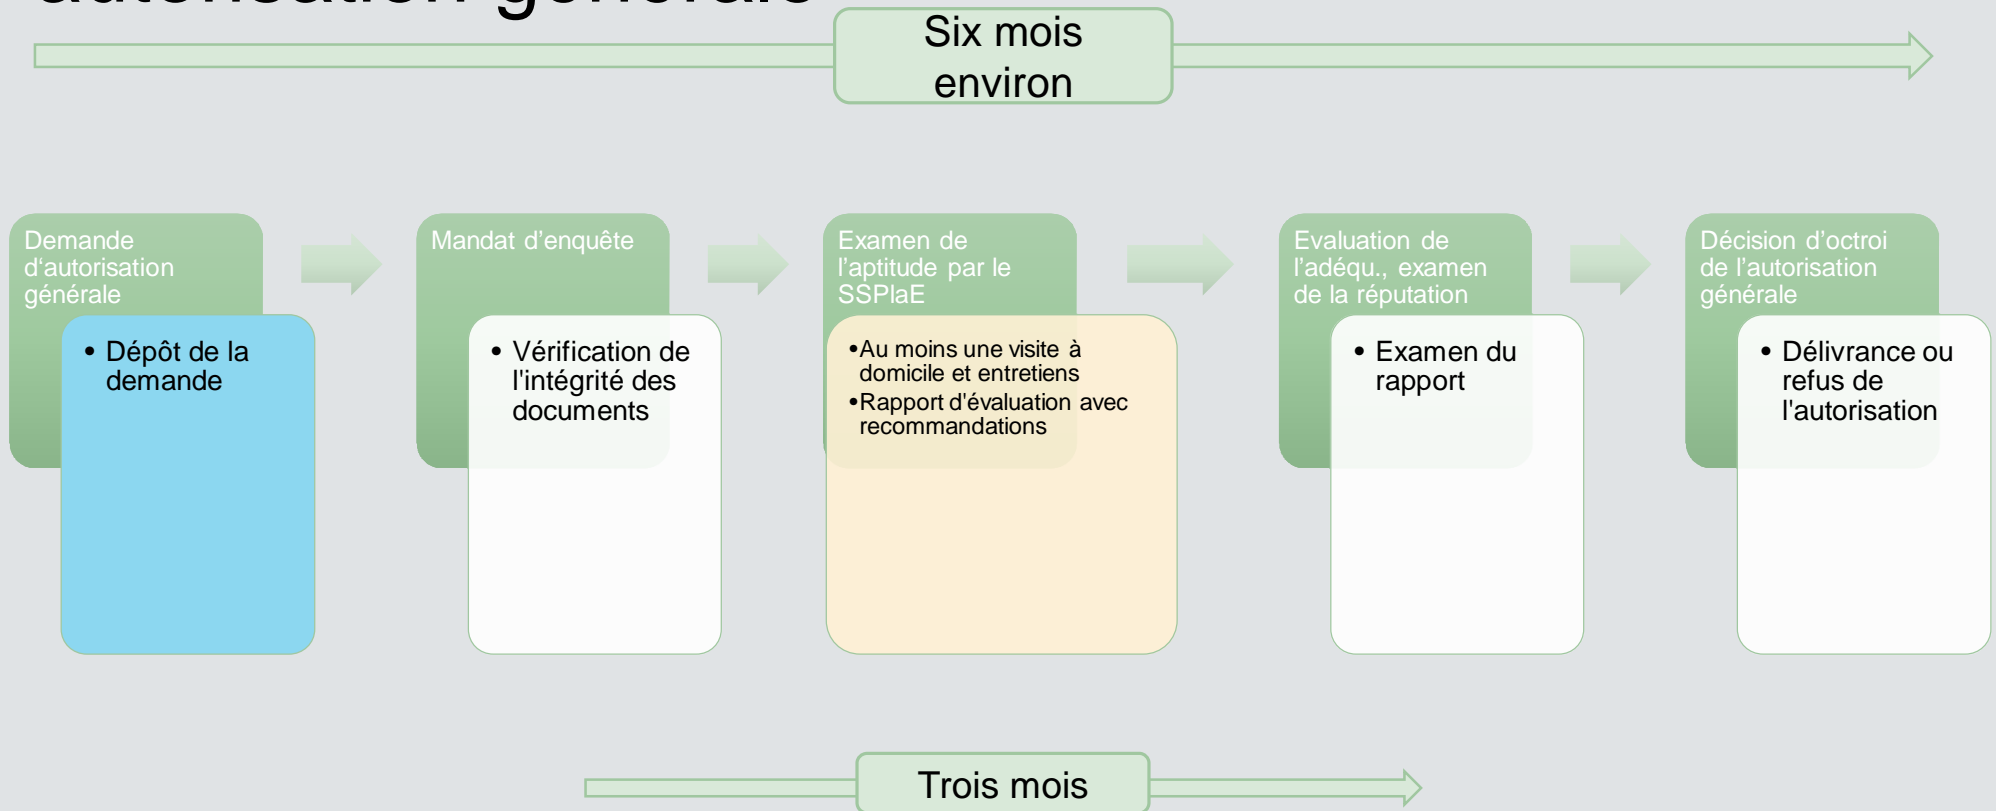 autorisation générale
Six mois
environ
Demande
d‘autorisation
générale
• Dépôt de la
demande
Mandat d’enquête
• Vérification de
l'intégrité des
documents
Examen de
l’aptitude par le
SSPlaE
•Au moins une visite à
domicile et entretiens
•Rapport d'évaluation avec
recommandations
Evaluation de
l’adéqu., examen
de la réputation
• Examen du
rapport
Décision d’octroi
de l’autorisation
générale
• Délivrance ou
refus de
l'autorisation
Trois mois